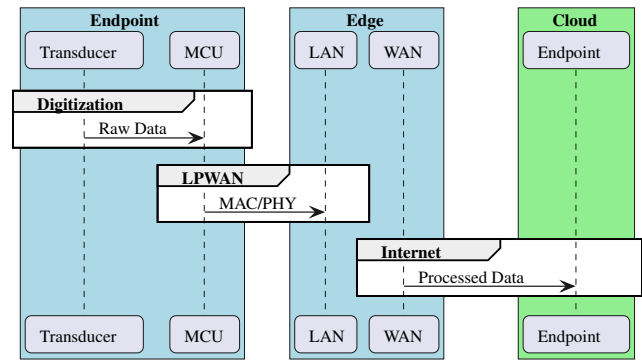 Endpoint Edge Cloud
Transducer MCU LAN WAN Endpoint
Digitization
Raw Data
LPWAN
MAC/PHY
Internet
Processed Data
Transducer MCU LAN WAN Endpoint